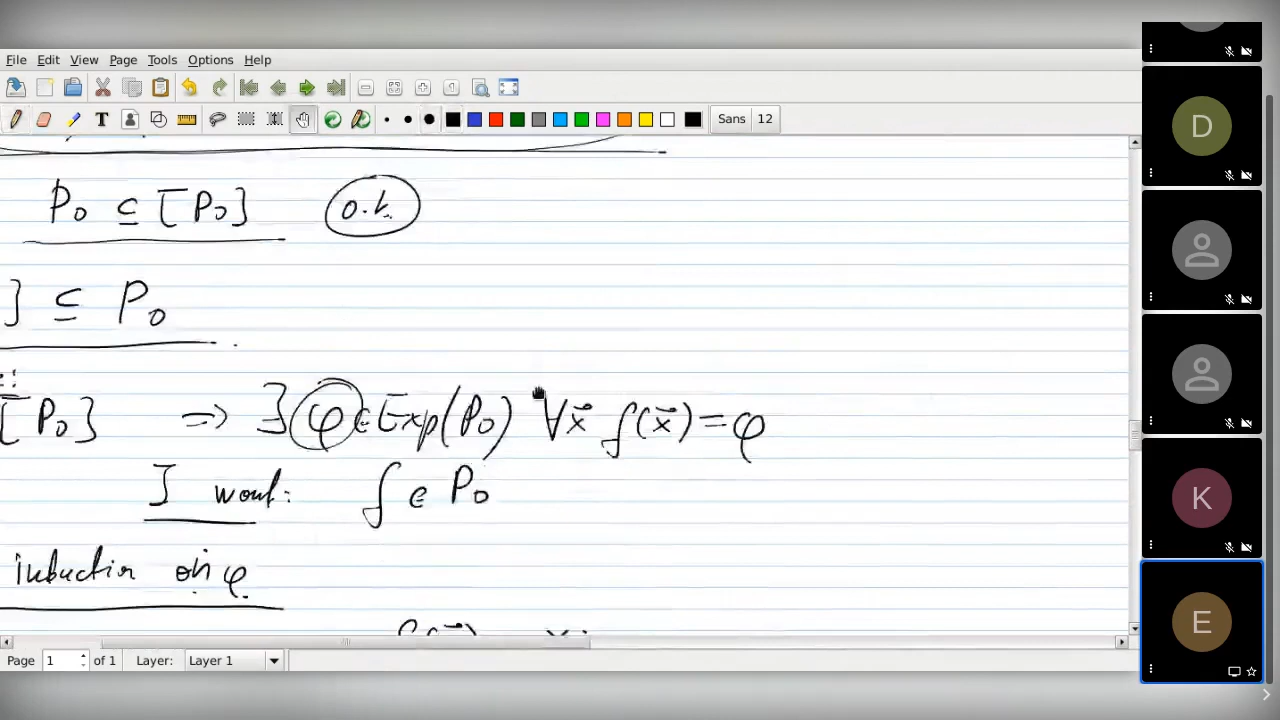 File Edit View Page Tools Options Help
Sans 12
P₀ ⊆ [P₀] o.k.
] ⊆ P₀
[P₀] => ∃ φ ∈ Exp(P₀) ∀x⃗ f(x⃗) = φ
I want: f ∈ P₀
induction on φ
Page 1 of 1 Layer: Layer 1
D
K
E